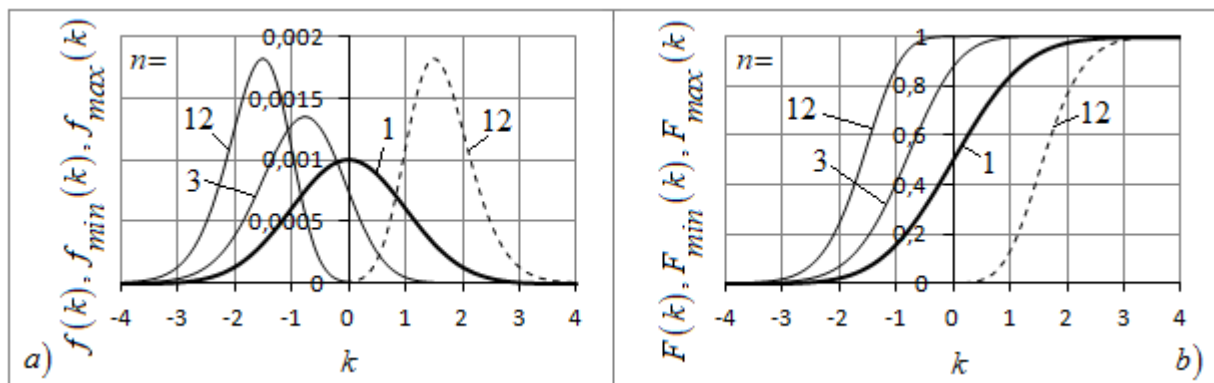 f(k), f_min(k), f_max(k)
n=
0,002
0,0015
0,001
0,0005
0
12
3
1
12
-4 -3 -2 -1 0 1 2 3 4
a) k
F(k), F_min(k), F_max(k)
n=
1
0,8
0,6
0,4
0,2
0
12
3
1
12
-4 -3 -2 -1 0 1 2 3 4
k b)